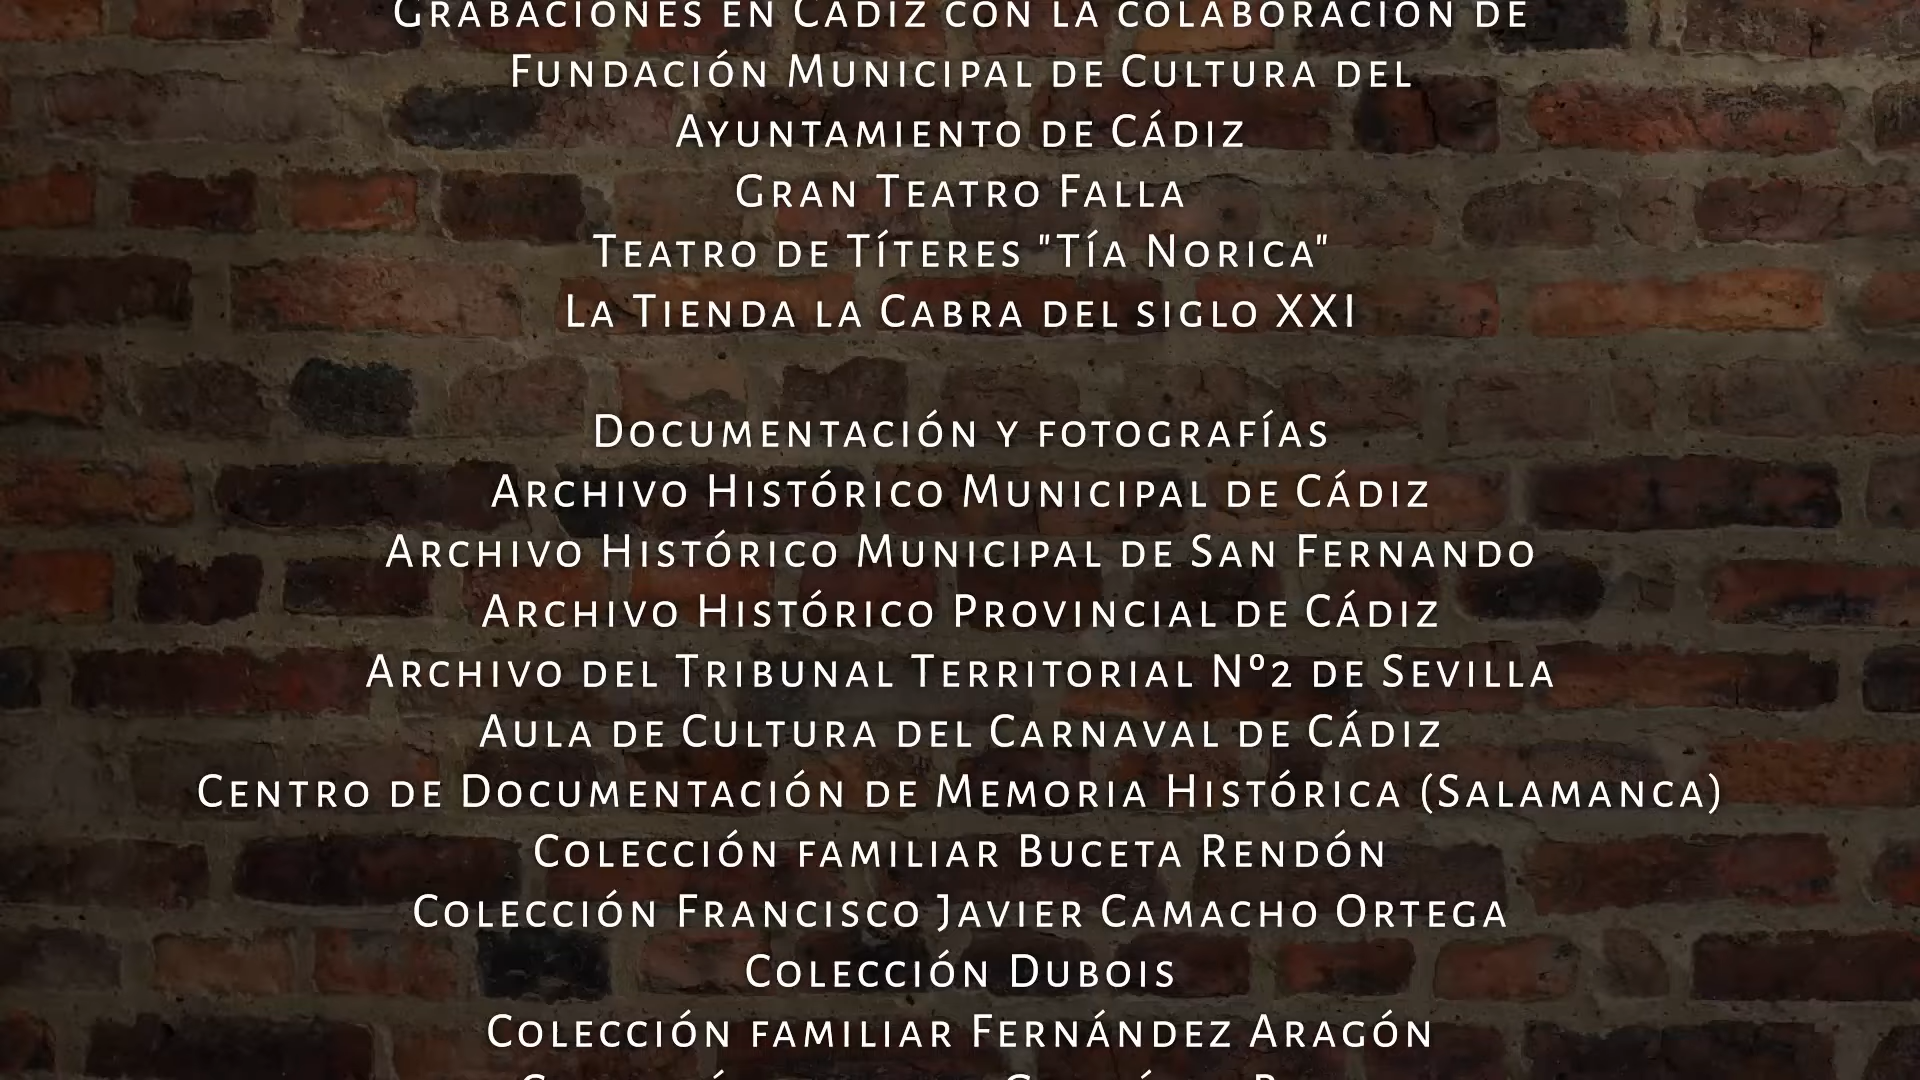 Grabaciones en Cádiz con la colaboración de
Fundación Municipal de Cultura del
Ayuntamiento de Cádiz
Gran Teatro Falla
Teatro de Títeres "Tía Norica"
La Tienda la Cabra del siglo XXI
Documentación y fotografías
Archivo Histórico Municipal de Cádiz
Archivo Histórico Municipal de San Fernando
Archivo Histórico Provincial de Cádiz
Archivo del Tribunal Territorial Nº2 de Sevilla
Aula de Cultura del Carnaval de Cádiz
Centro de Documentación de Memoria Histórica (Salamanca)
Colección familiar Buceta Rendón
Colección Francisco Javier Camacho Ortega
Colección Dubois
Colección familiar Fernández Aragón